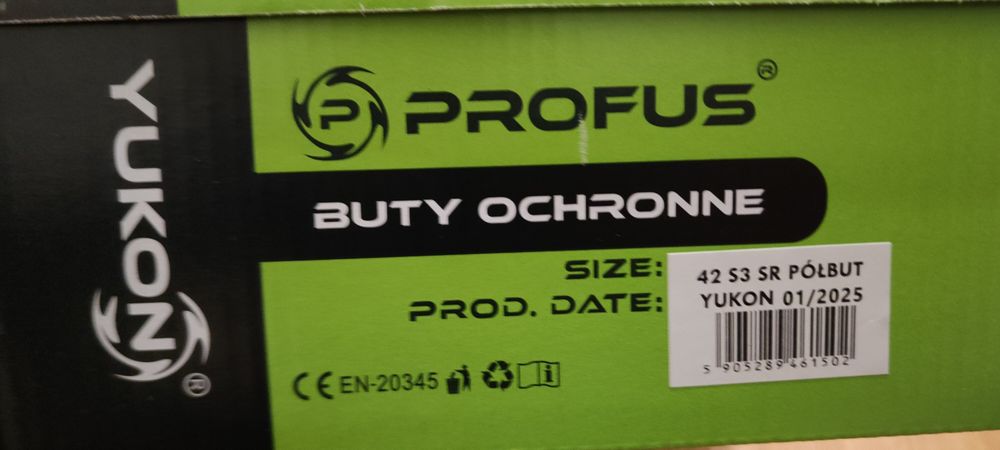 YUKON
®
P PROFUS®
BUTY OCHRONNE
SIZE:
42 S3 SR PÓŁBUT
PROD. DATE:
YUKON 01/2025
5 905289 461502
CE EN-20345